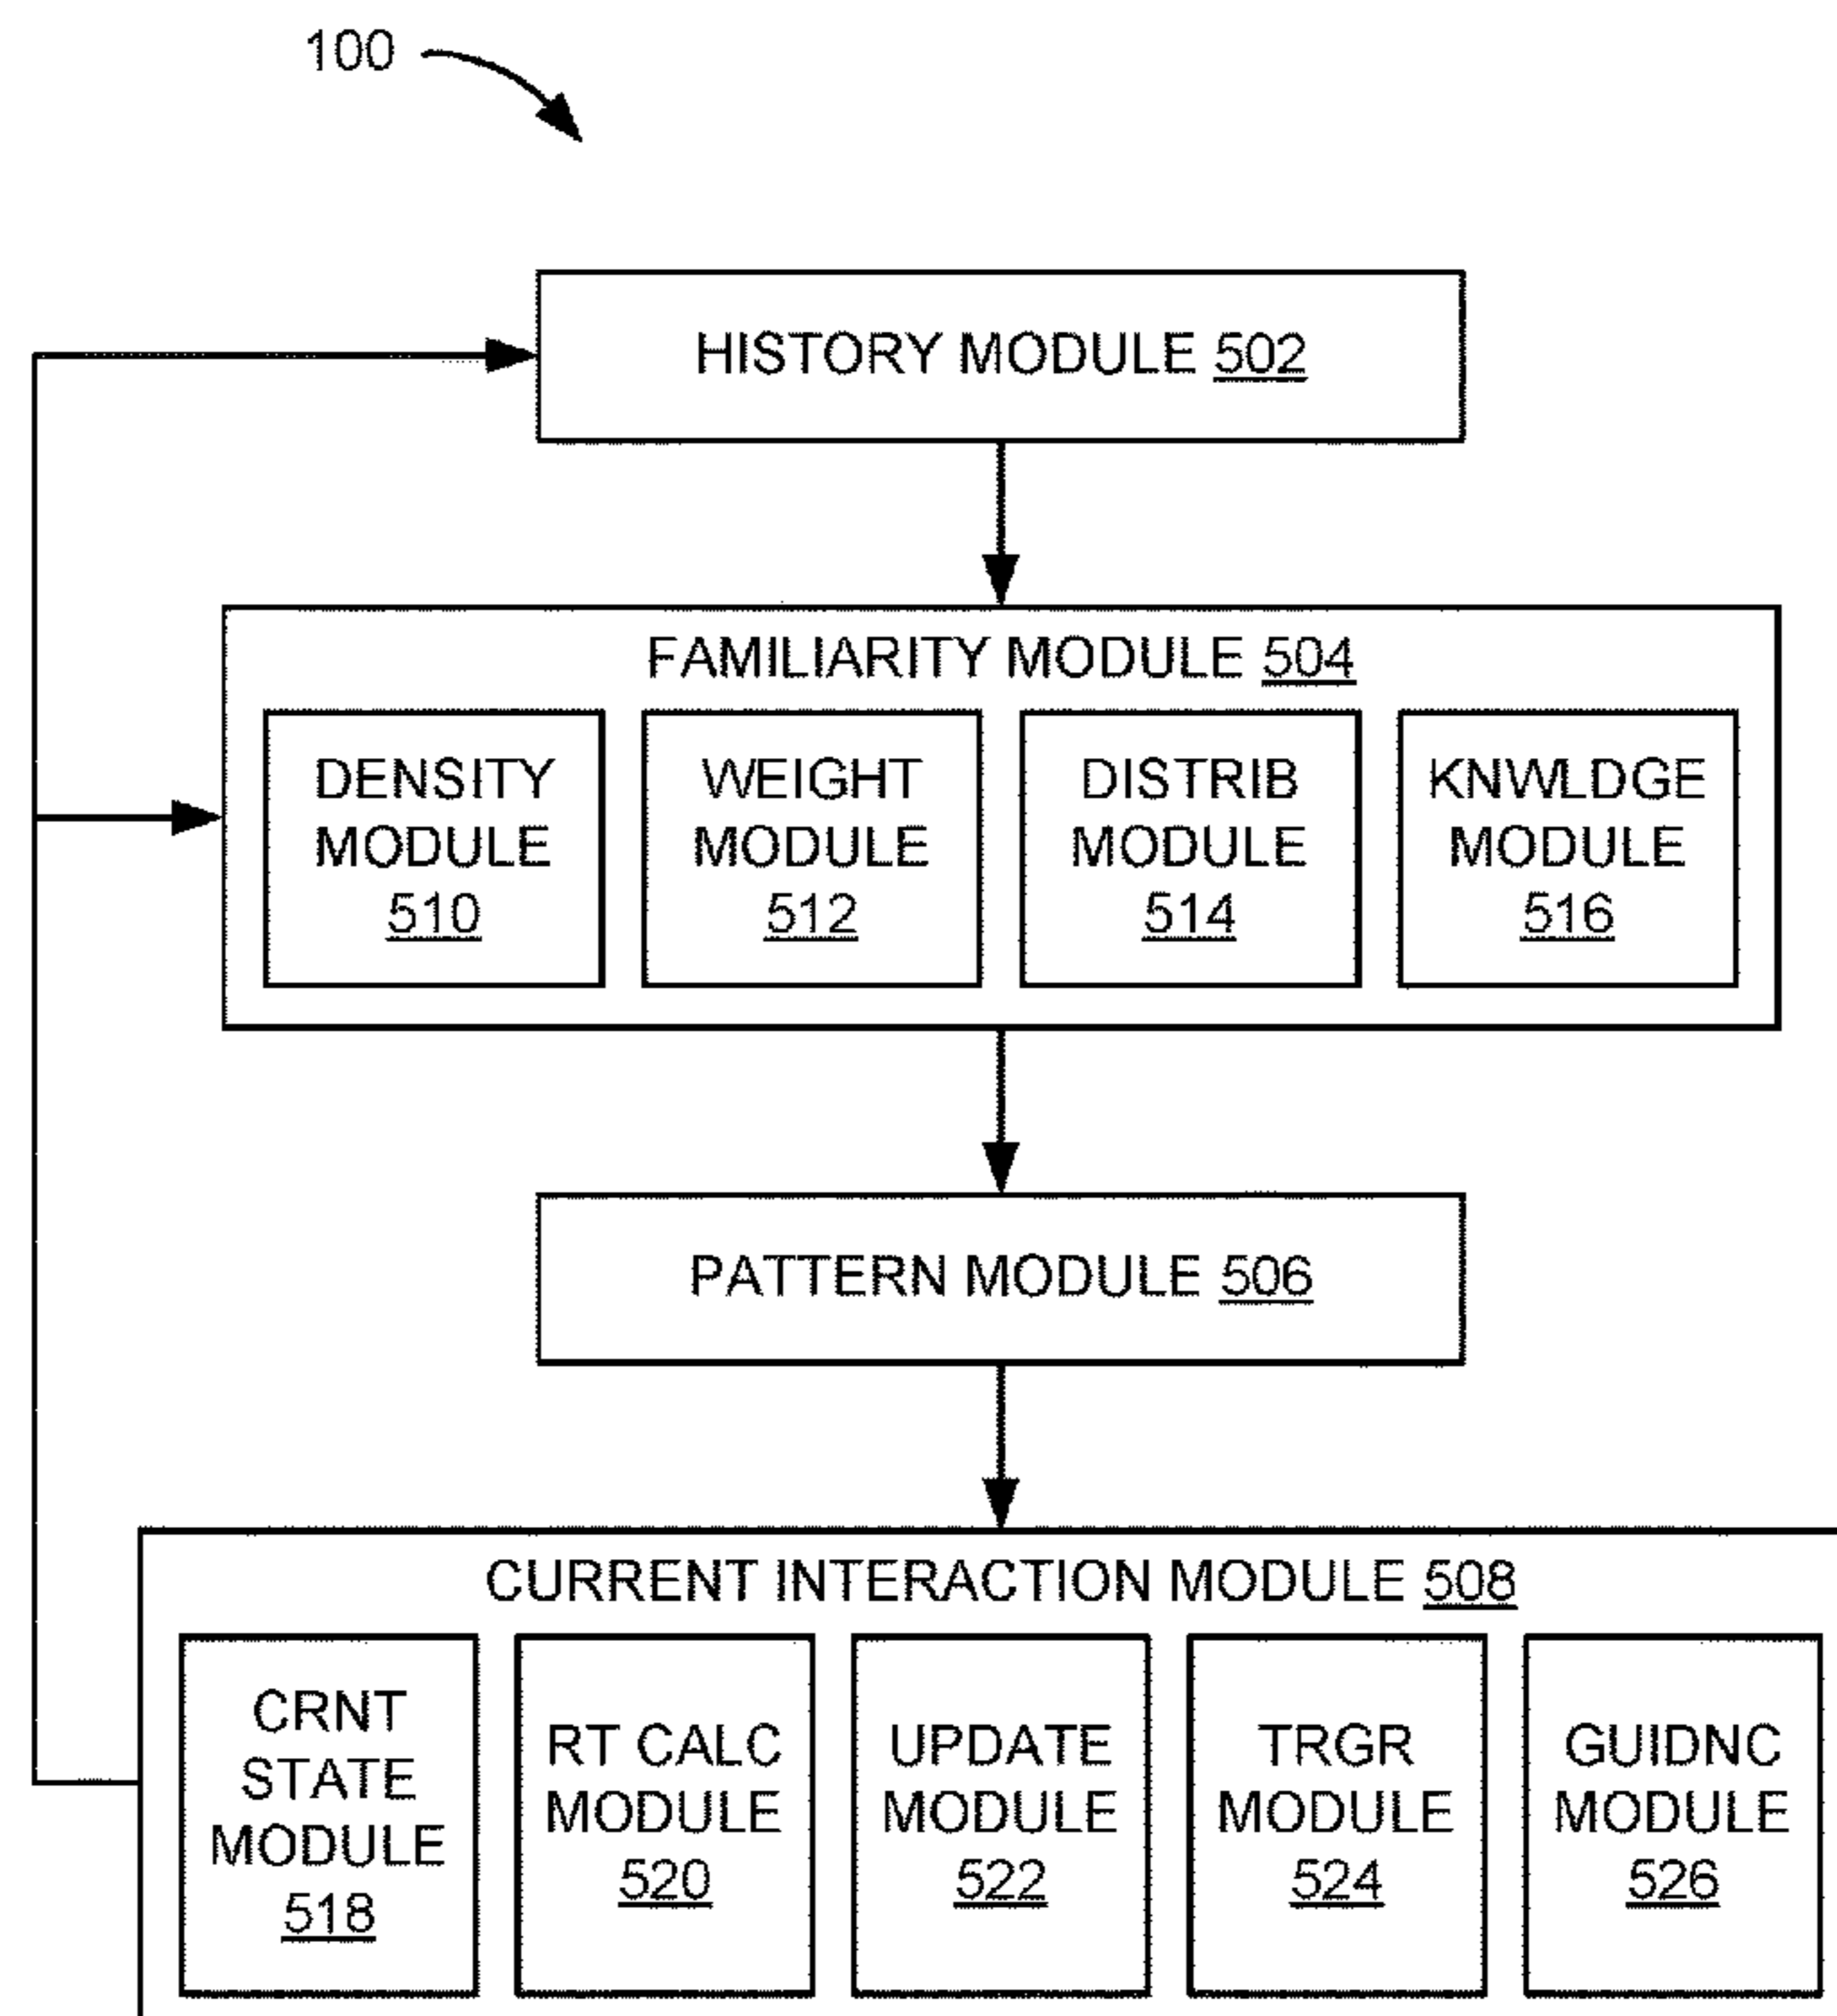 100
HISTORY MODULE 502
FAMILIARITY MODULE 504
DENSITY
MODULE
510
WEIGHT
MODULE
512
DISTRIB
MODULE
514
KNWLDGE
MODULE
516
PATTERN MODULE 506
CURRENT INTERACTION MODULE 508
CRNT
STATE
MODULE
518
RT CALC
MODULE
520
UPDATE
MODULE
522
TRGR
MODULE
524
GUIDNC
MODULE
526